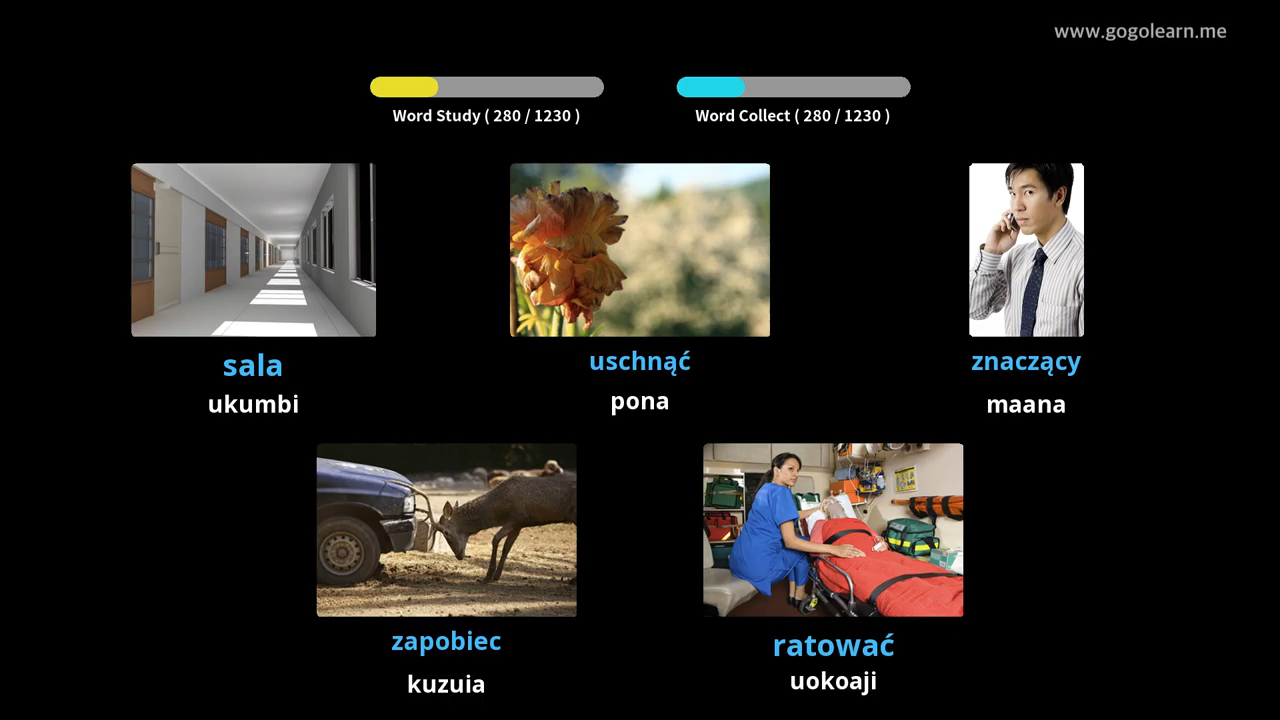 www.gogolearn.me
Word Study ( 280 / 1230 )
Word Collect ( 280 / 1230 )
sala
ukumbi
uschnąć
pona
znaczący
maana
zapobiec
kuzuia
ratować
uokoaji